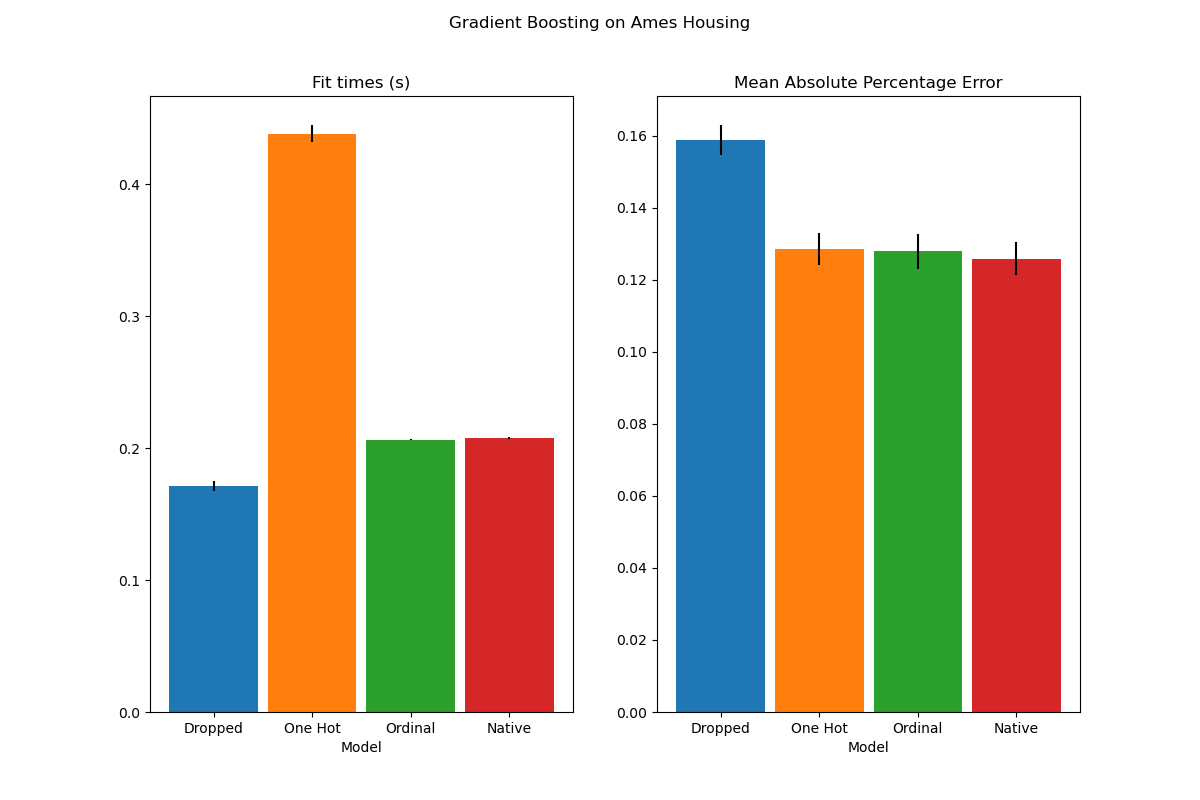 Gradient Boosting on Ames Housing
Fit times (s)
0.4
0.3
0.2
0.1
0.0
Dropped One Hot Ordinal Native
Model
Mean Absolute Percentage Error
0.16
0.14
0.12
0.10
0.08
0.06
0.04
0.02
0.00
Dropped One Hot Ordinal Native
Model